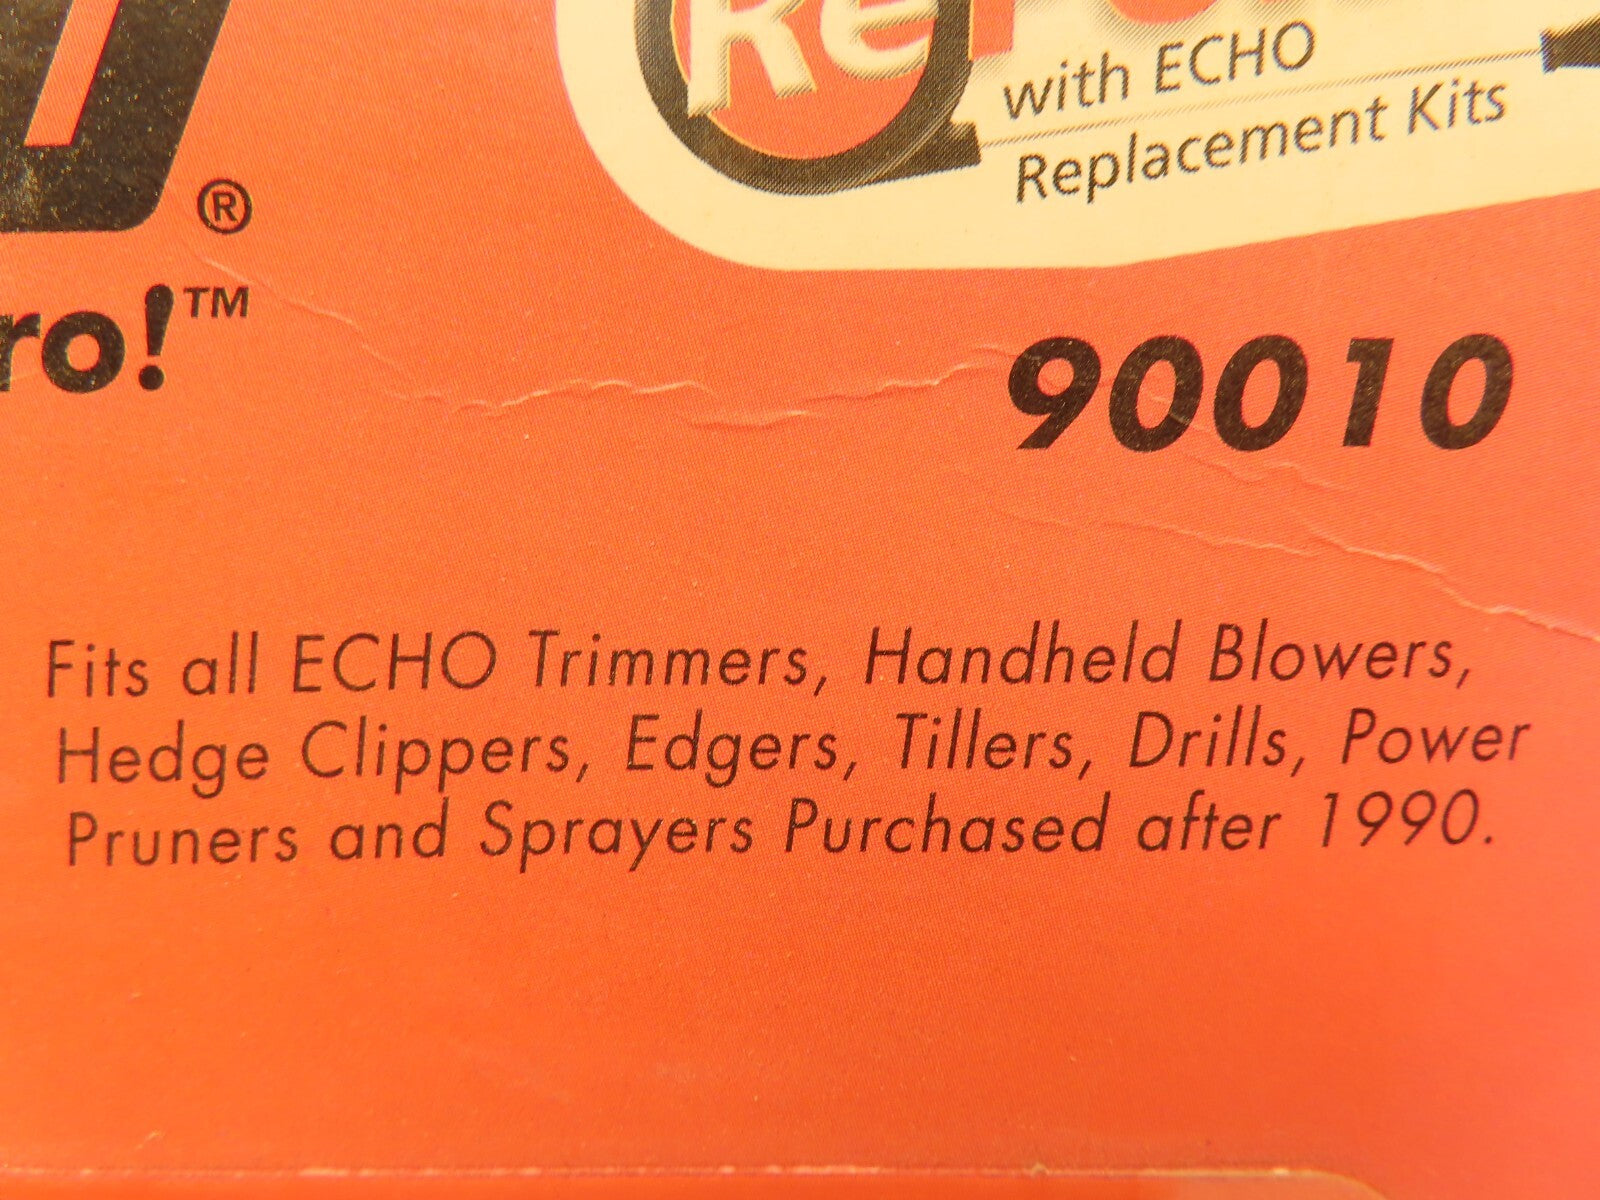 Re
with ECHO
Replacement Kits
®
ro!™
90010
Fits all ECHO Trimmers, Handheld Blowers,
Hedge Clippers, Edgers, Tillers, Drills, Power
Pruners and Sprayers Purchased after 1990.